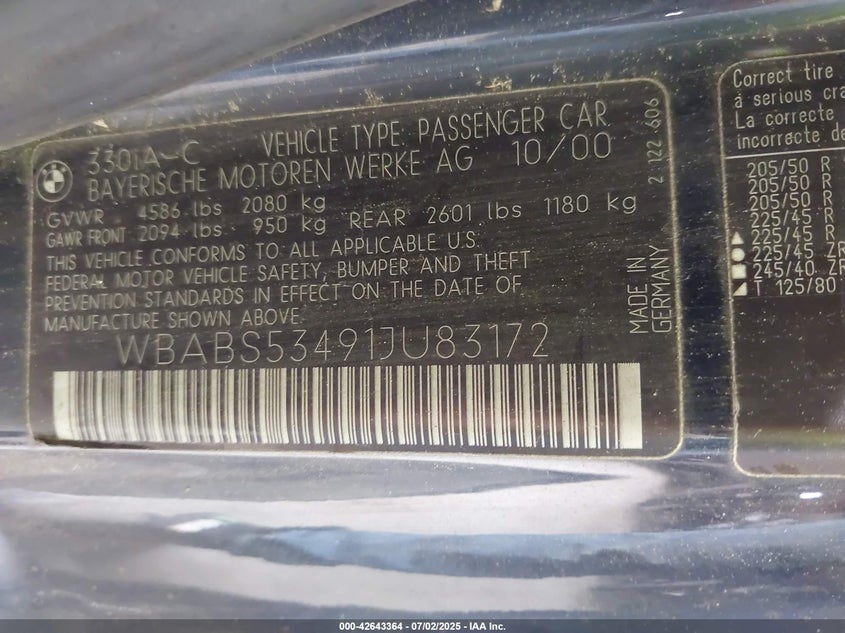 330iA-C VEHICLE TYPE: PASSENGER CAR
BAYERISCHE MOTOREN WERKE AG 10/00
GVWR 4586 lbs 2080 kg
GAWR FRONT 2094 lbs 950 kg REAR 2601 lbs 1180 kg
THIS VEHICLE CONFORMS TO ALL APPLICABLE U.S.
FEDERAL MOTOR VEHICLE SAFETY, BUMPER AND THEFT
PREVENTION STANDARDS IN EFFECT ON THE DATE OF
MANUFACTURE SHOWN ABOVE.
WBABS53491JU83172
2 122 606
MADE IN
GERMANY
Correct tire
a serious cra
La correcte
incorrecte de
205/50 R
205/50 R
205/50 R
225/45 R
225/45 R
225/45 ZR
245/40 ZR
T 125/80
000-42643364 - 07/02/2025 - IAA Inc.